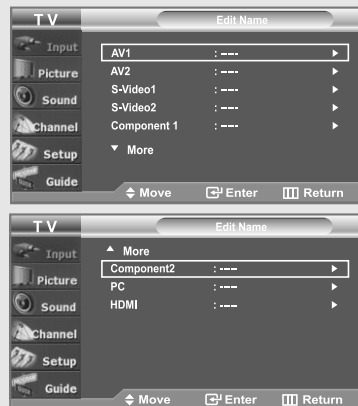 TV
Edit Name
Input
Picture
Sound
Channel
Setup
Guide
AV1 : ---- ►
AV2 : ---- ►
S-Video1 : ---- ►
S-Video2 : ---- ►
Component 1 : ---- ►
▼ More
Move Enter Return
TV
Edit Name
Input
Picture
Sound
Channel
Setup
Guide
▲ More
Component2 : ---- ►
PC : ---- ►
HDMI : ---- ►
Move Enter Return